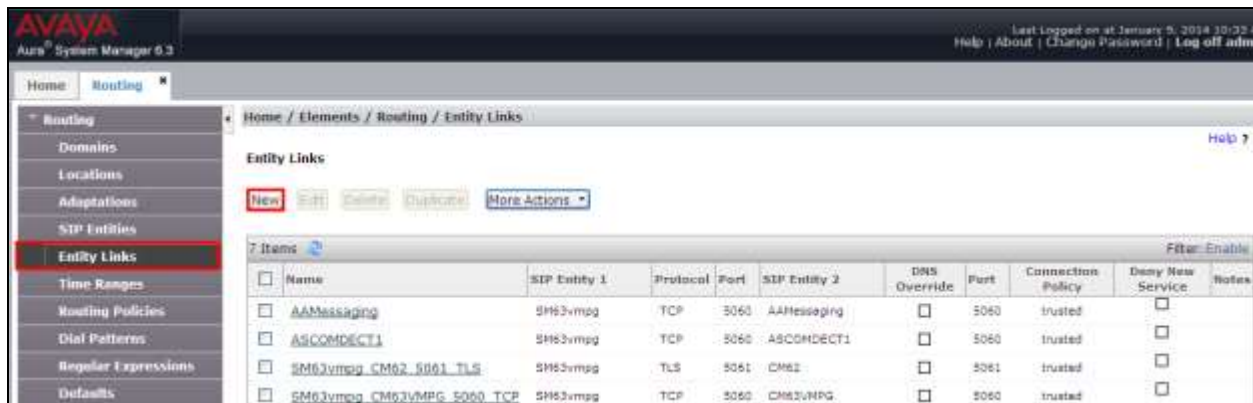 AVAYA
Aura® System Manager 6.3
Last Logged on at January 9, 2014 10:33
Help | About | Change Password | Log off adm
Home Routing ×
Routing
Domains
Locations
Adaptations
SIP Entities
Entity Links
Time Ranges
Routing Policies
Dial Patterns
Regular Expressions
Defaults
Home / Elements / Routing / Entity Links
Help ?
Entity Links
New Edit Delete Duplicate More Actions
7 Items Filter: Enable
Name SIP Entity 1 Protocol Port SIP Entity 2 DNS Override Port Connection Policy Deny New Service Notes
AAMessaging SM63vmpg TCP 5060 AAMessaging 5060 trusted
ASCOMDECT1 SM63vmpg TCP 5060 ASCOMDECT1 5060 trusted
SM63vmpg_CM62_5061_TLS SM63vmpg TLS 5061 CM62 5061 trusted
SM63vmpg_CM63VMPG_5060_TCP SM63vmpg TCP 5060 CM63VMPG 5060 trusted